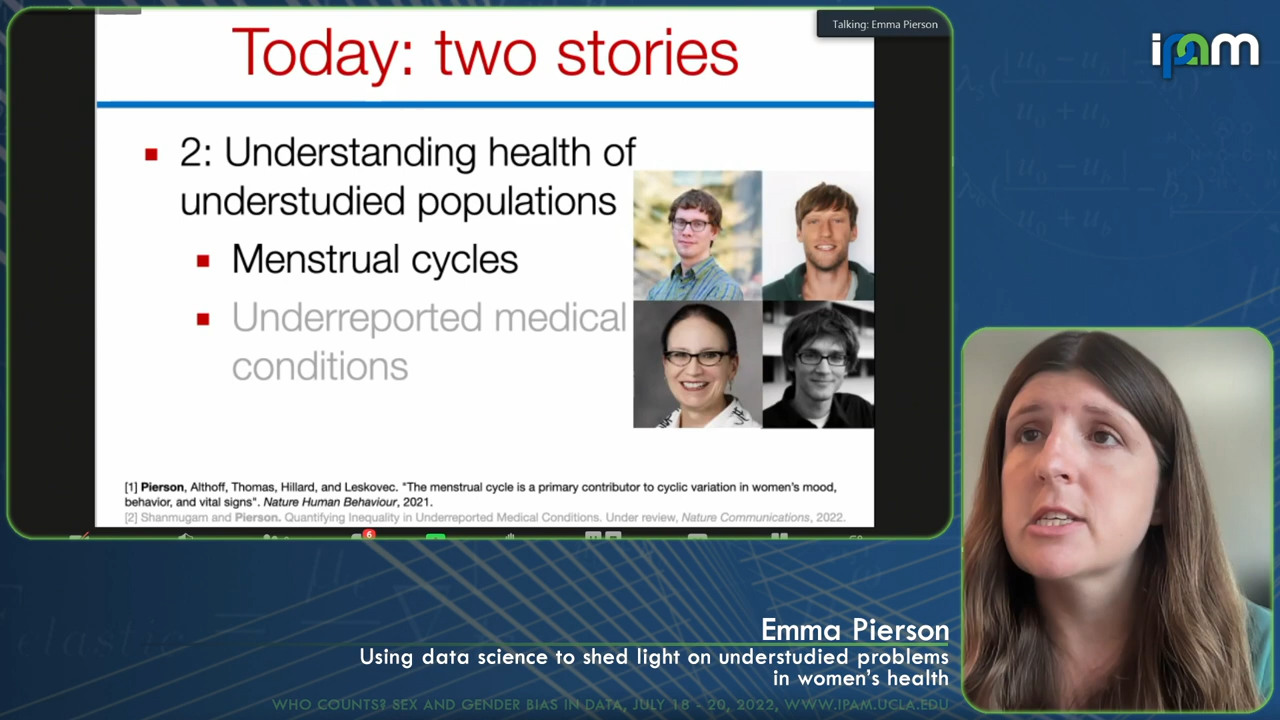 Talking: Emma Pierson
ipam
Today: two stories
2: Understanding health of
understudied populations
Menstrual cycles
Underreported medical
conditions
[1] Pierson, Althoff, Thomas, Hillard, and Leskovec. "The menstrual cycle is a primary contributor to cyclic variation in women's mood,
behavior, and vital signs". Nature Human Behaviour, 2021.
[2] Shanmugam and Pierson. Quantifying Inequality in Underreported Medical Conditions. Under review, Nature Communications, 2022.
6
Emma Pierson
Using data science to shed light on understudied problems
in women's health
WHO COUNTS? SEX AND GENDER BIAS IN DATA, JULY 18 - 20, 2022, WWW.IPAM.UCLA.EDU